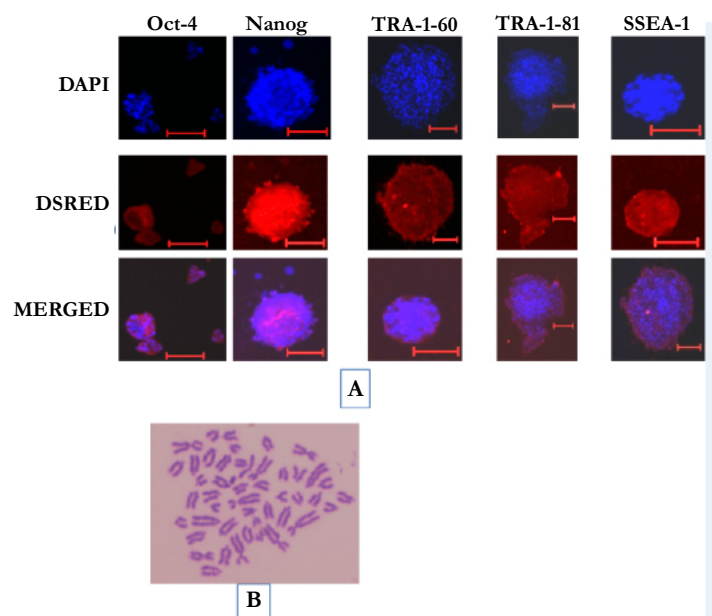 Oct-4 Nanog TRA-1-60 TRA-1-81 SSEA-1
DAPI
DSRED
MERGED
A
B